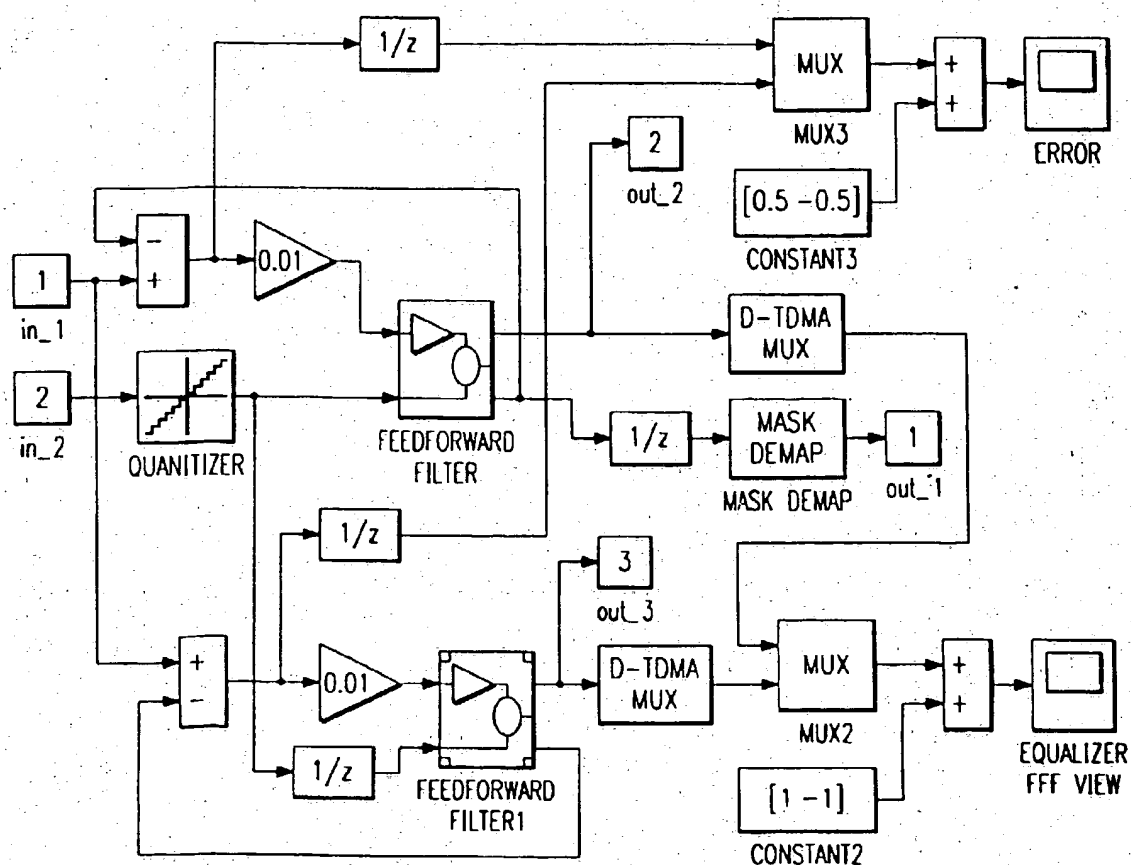 1/z
MUX
MUX3
+
+
ERROR
2
out_2
[0.5 -0.5]
CONSTANT3
-
+
0.01
1
in_1
D-TDMA
MUX
2
in_2
QUANITIZER
FEEDFORWARD
FILTER
1/z
MASK
DEMAP
MASK DEMAP
1
out_1
1/z
3
out_3
+
-
0.01
D-TDMA
MUX
MUX
MUX2
+
+
EQUALIZER
FFF VIEW
1/z
FEEDFORWARD
FILTER1
[1 -1]
CONSTANT2